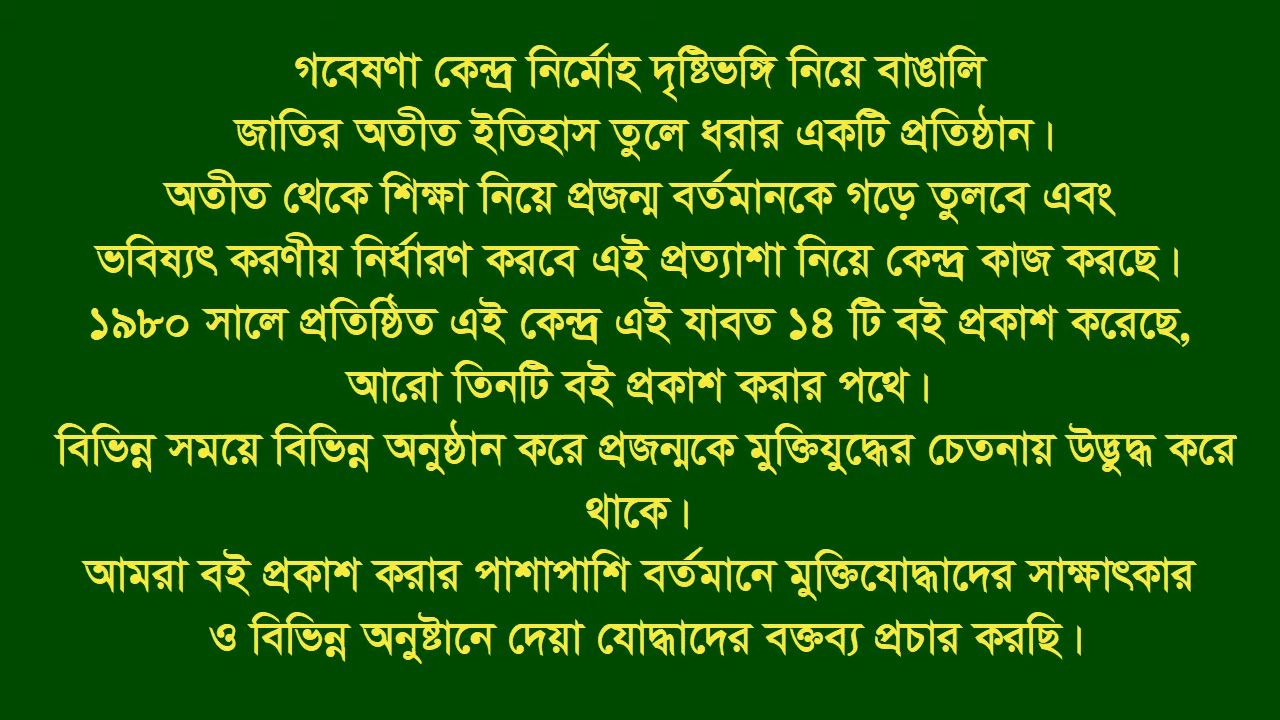 গবেষণা কেন্দ্র নির্মোহ দৃষ্টিভঙ্গি নিয়ে বাঙালি
জাতির অতীত ইতিহাস তুলে ধরার একটি প্রতিষ্ঠান।
অতীত থেকে শিক্ষা নিয়ে প্রজন্ম বর্তমানকে গড়ে তুলবে এবং
ভবিষ্যৎ করণীয় নির্ধারণ করবে এই প্রত্যাশা নিয়ে কেন্দ্র কাজ করছে।
১৯৮০ সালে প্রতিষ্ঠিত এই কেন্দ্র এই যাবত ১৪ টি বই প্রকাশ করেছে,
আরো তিনটি বই প্রকাশ করার পথে।
বিভিন্ন সময়ে বিভিন্ন অনুষ্ঠান করে প্রজন্মকে মুক্তিযুদ্ধের চেতনায় উদ্ভুদ্ধ করে
থাকে।
আমরা বই প্রকাশ করার পাশাপাশি বর্তমানে মুক্তিযোদ্ধাদের সাক্ষাৎকার
ও বিভিন্ন অনুষ্টানে দেয়া যোদ্ধাদের বক্তব্য প্রচার করছি।